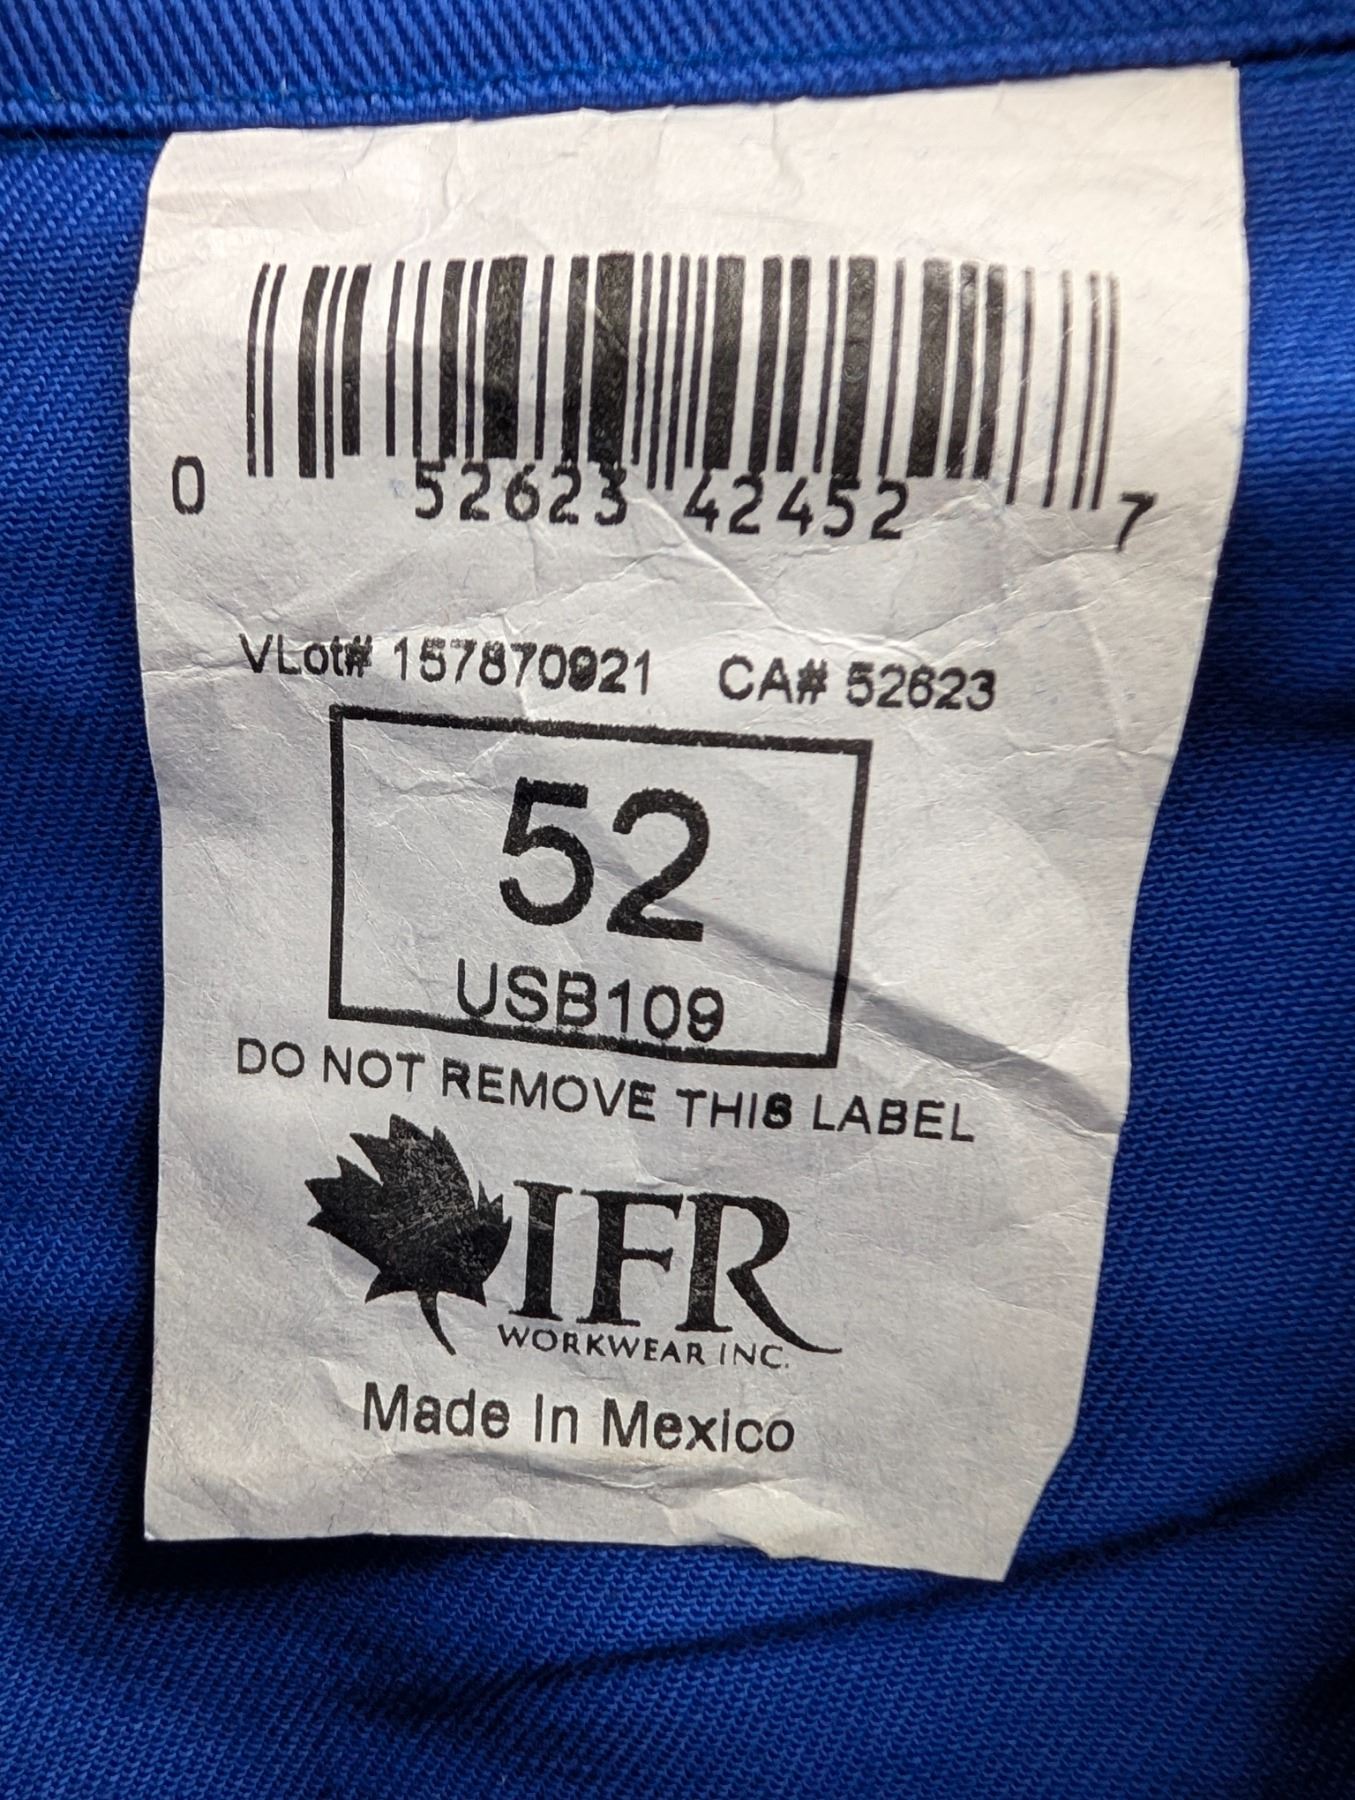 0 52623 42452 7
VLot# 157870921 CA# 52623
52
USB109
DO NOT REMOVE THIS LABEL
IFR
WORKWEAR INC.
Made In Mexico